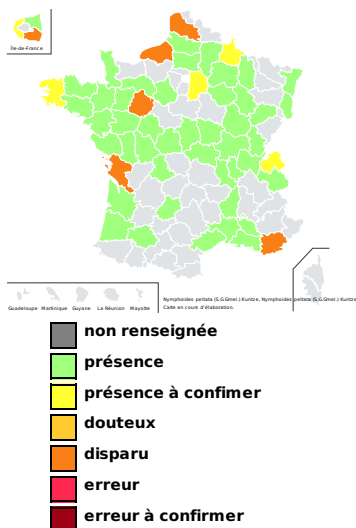 Île-de-France
Guadeloupe Martinique Guyane La Réunion Mayotte
Nymphoides peltata (S.G.Gmel.) Kuntze, Nymphoides peltata (S.G.Gmel.) Kuntze
Carte en cours d'élaboration.
non renseignée
présence
présence à confimer
douteux
disparu
erreur
erreur à confirmer